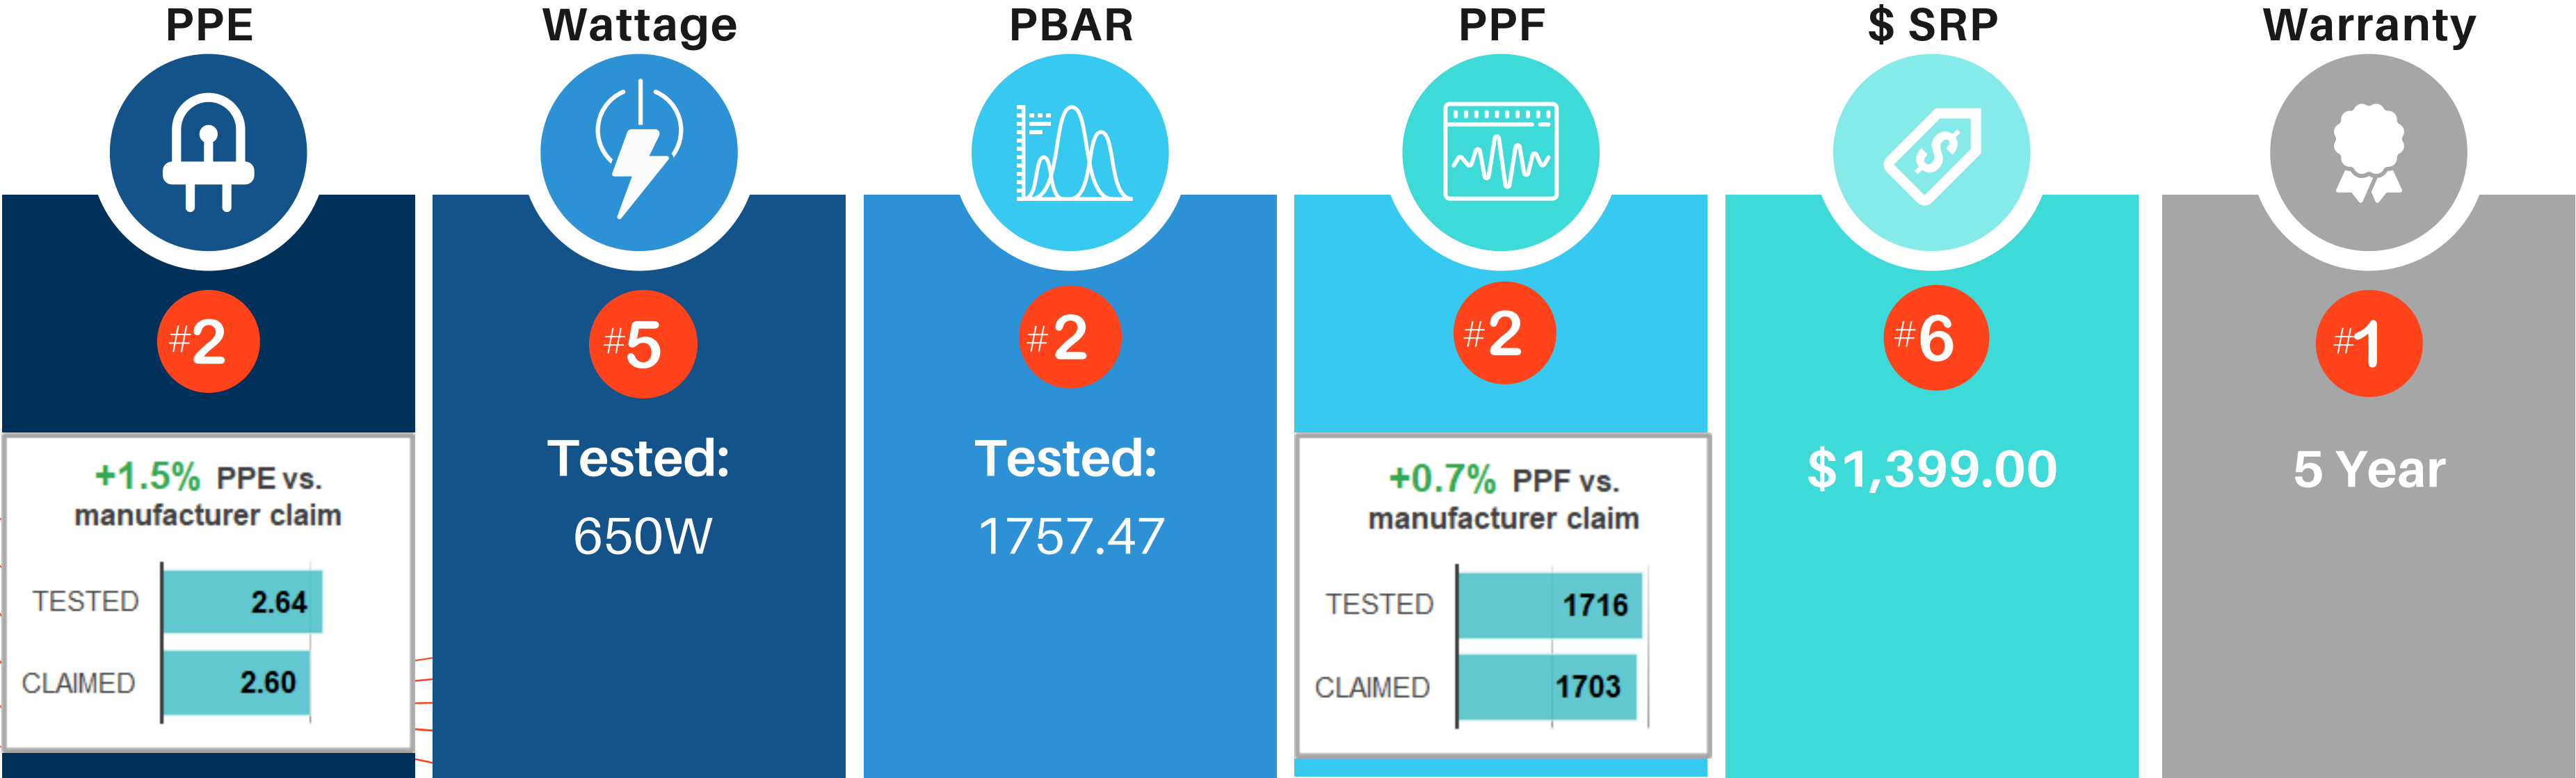 PPE
#2
+1.5% PPE vs.
manufacturer claim
TESTED 2.64
CLAIMED 2.60
Wattage
#5
Tested:
650W
PBAR
#2
Tested:
1757.47
PPF
#2
+0.7% PPF vs.
manufacturer claim
TESTED 1716
CLAIMED 1703
$ SRP
#6
$1,399.00
Warranty
#1
5 Year